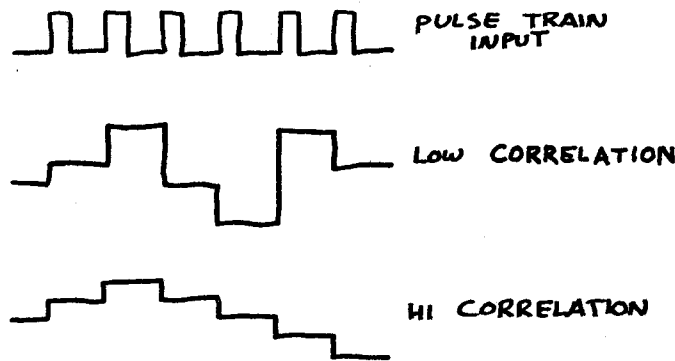 PULSE TRAIN
INPUT
LOW CORRELATION
HI CORRELATION